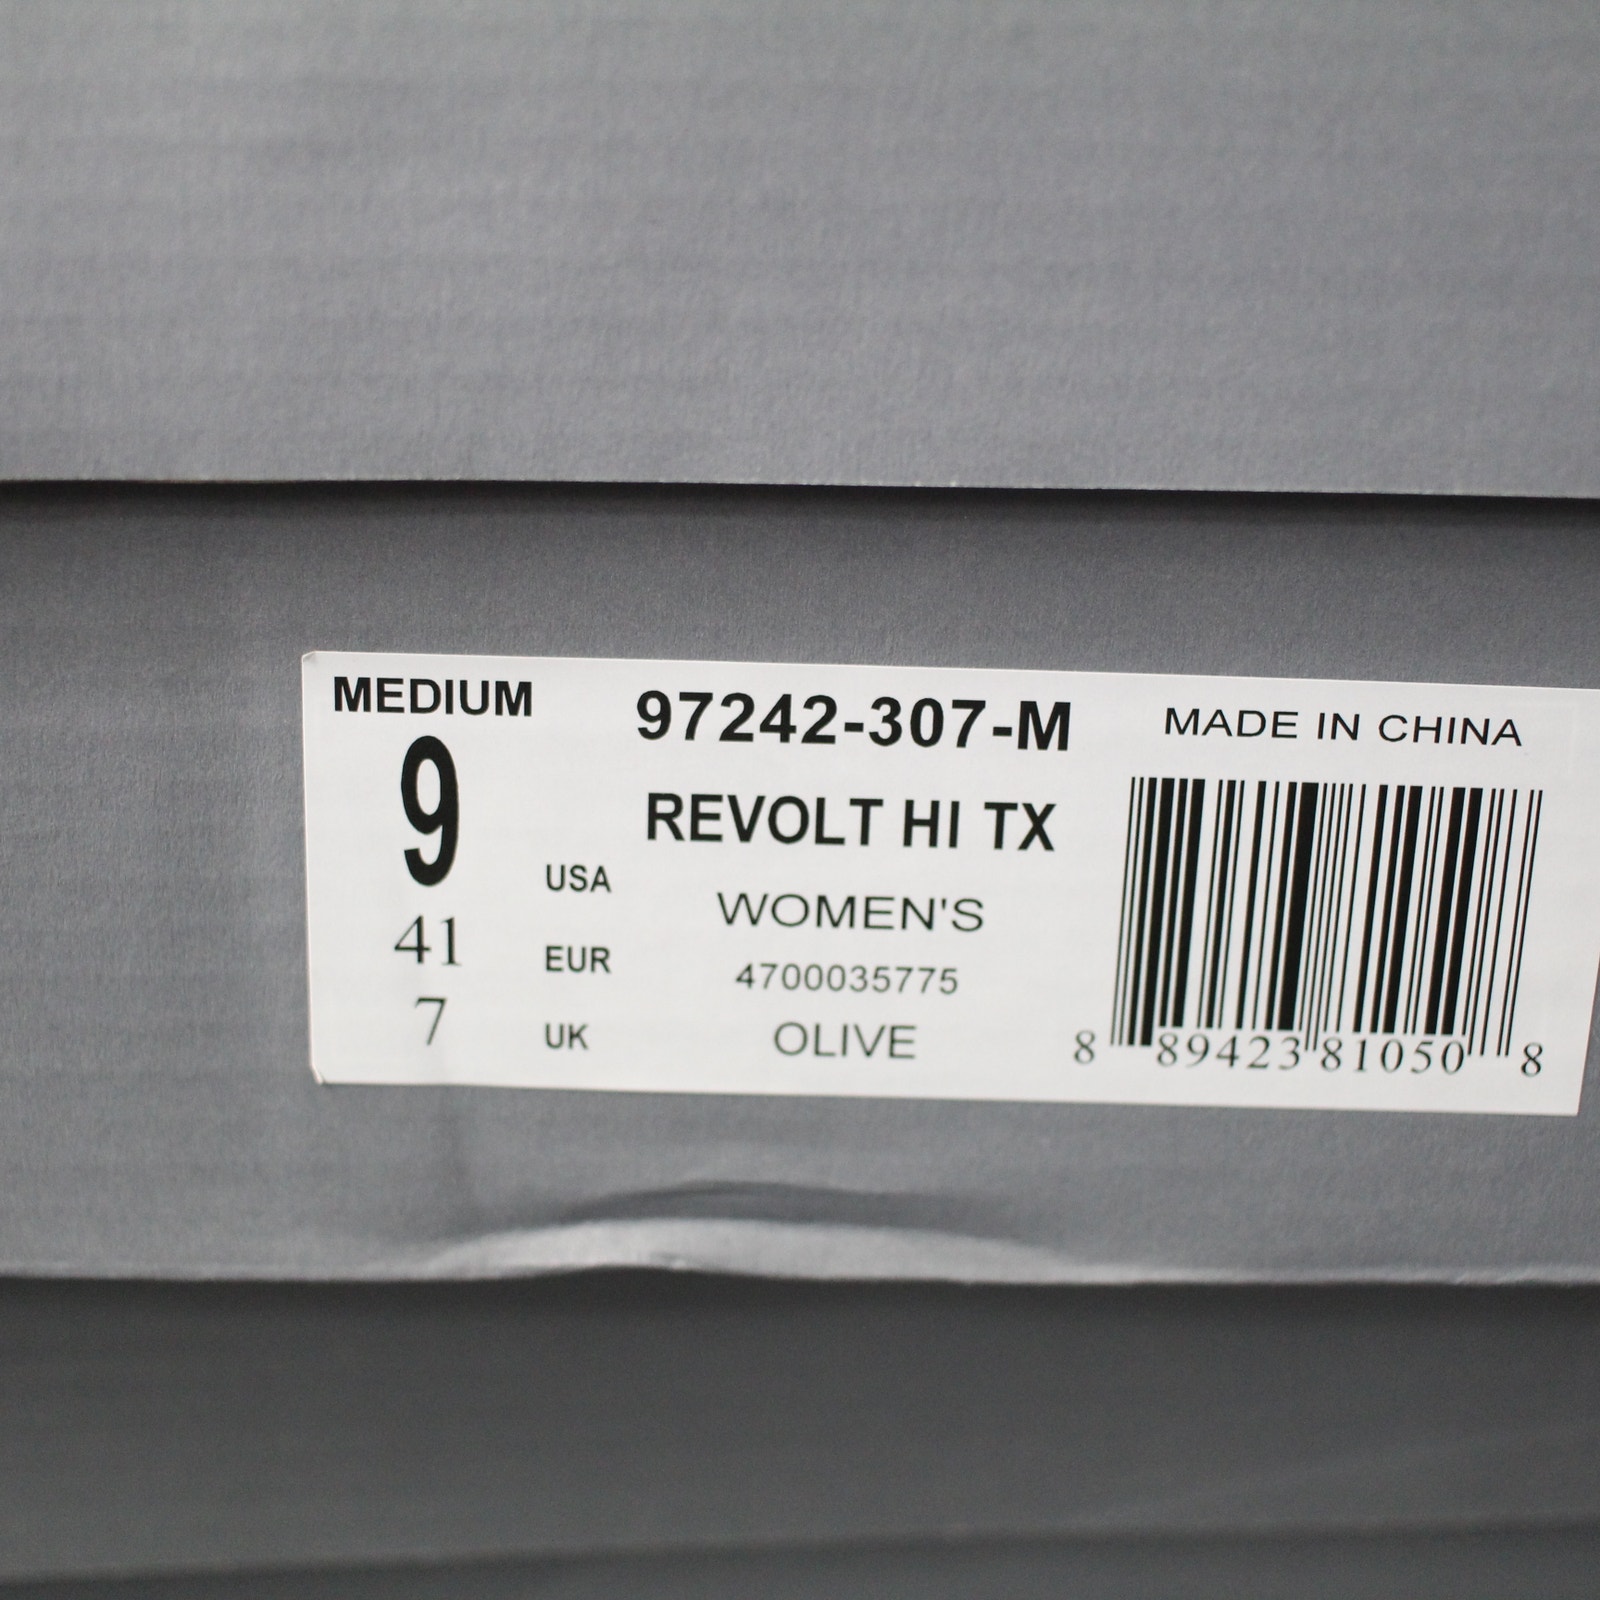 MEDIUM
9 USA
41 EUR
7 UK
97242-307-M
REVOLT HI TX
WOMEN'S
4700035775
OLIVE
MADE IN CHINA
8 89423 81050 8